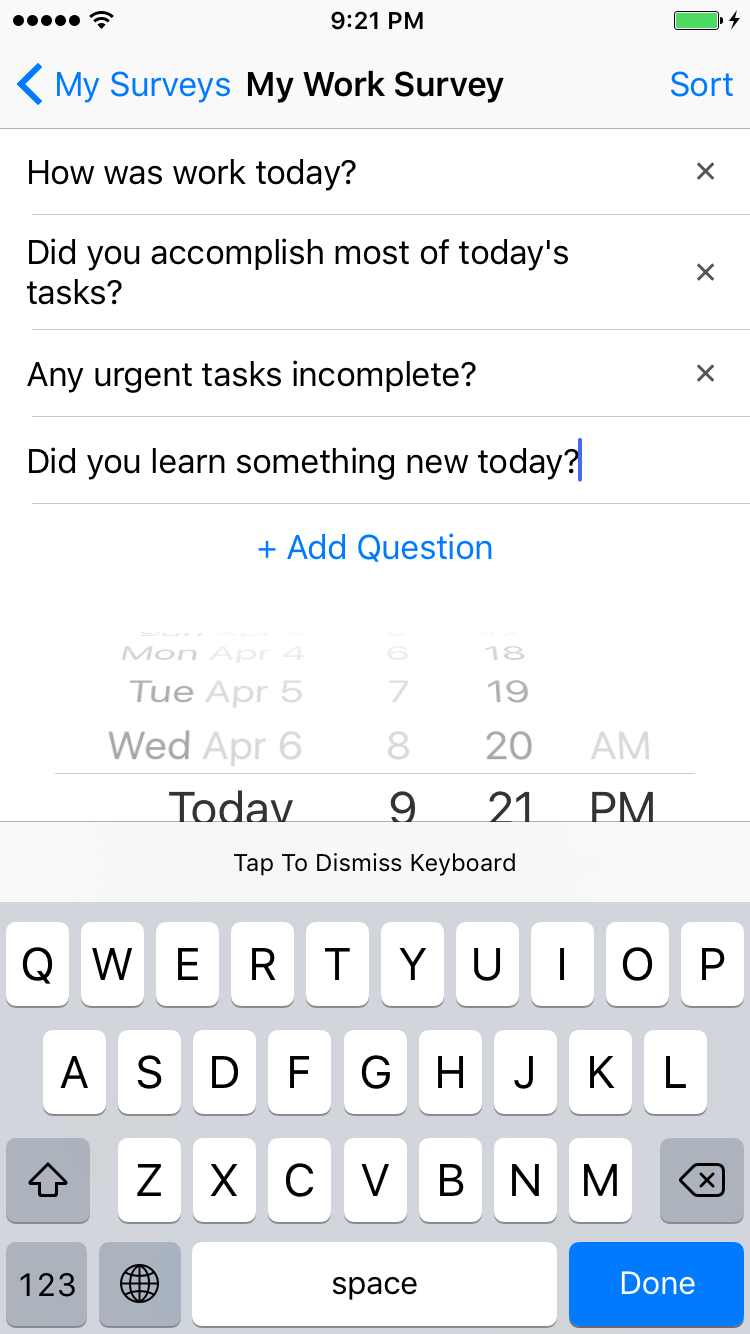 9:21 PM
My Surveys My Work Survey Sort
How was work today?
Did you accomplish most of today's
tasks?
Any urgent tasks incomplete?
Did you learn something new today?
+ Add Question
Mon Apr 4 6 18
Tue Apr 5 7 19
Wed Apr 6 8 20 AM
Today 9 21 PM
Tap To Dismiss Keyboard
Q W E R T Y U I O P
A S D F G H J K L
Z X C V B N M
123 space Done